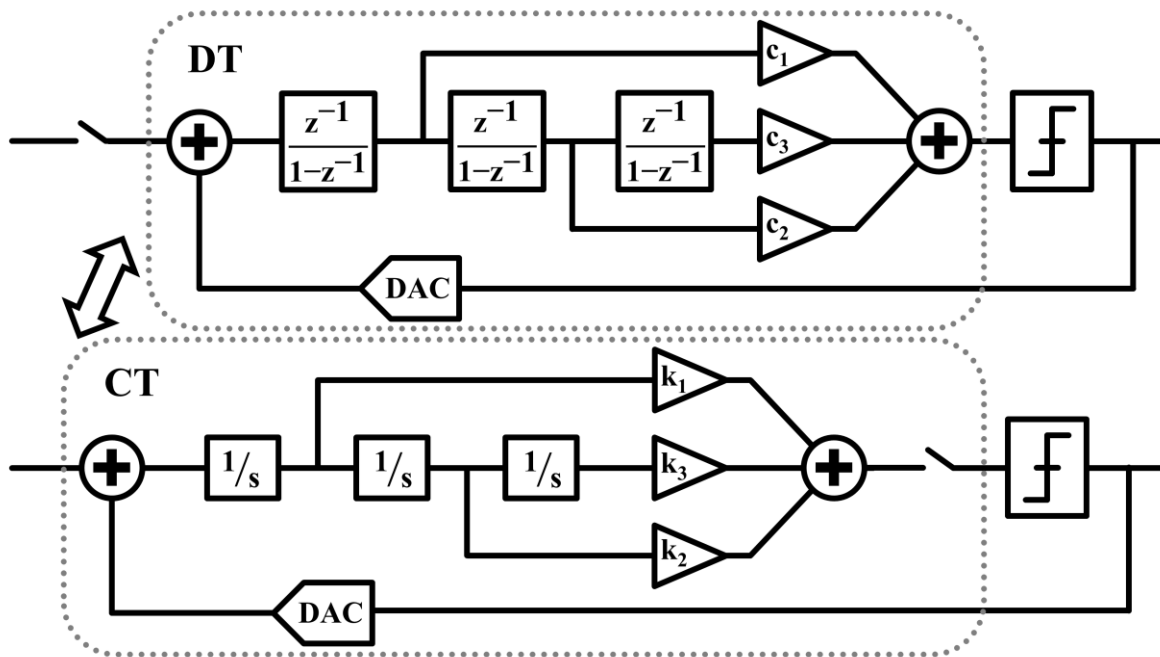 DT
c₁
z⁻¹
1−z⁻¹
z⁻¹
1−z⁻¹
z⁻¹
1−z⁻¹
c₃
c₂
DAC
CT
k₁
1/s
1/s
1/s
k₃
k₂
DAC